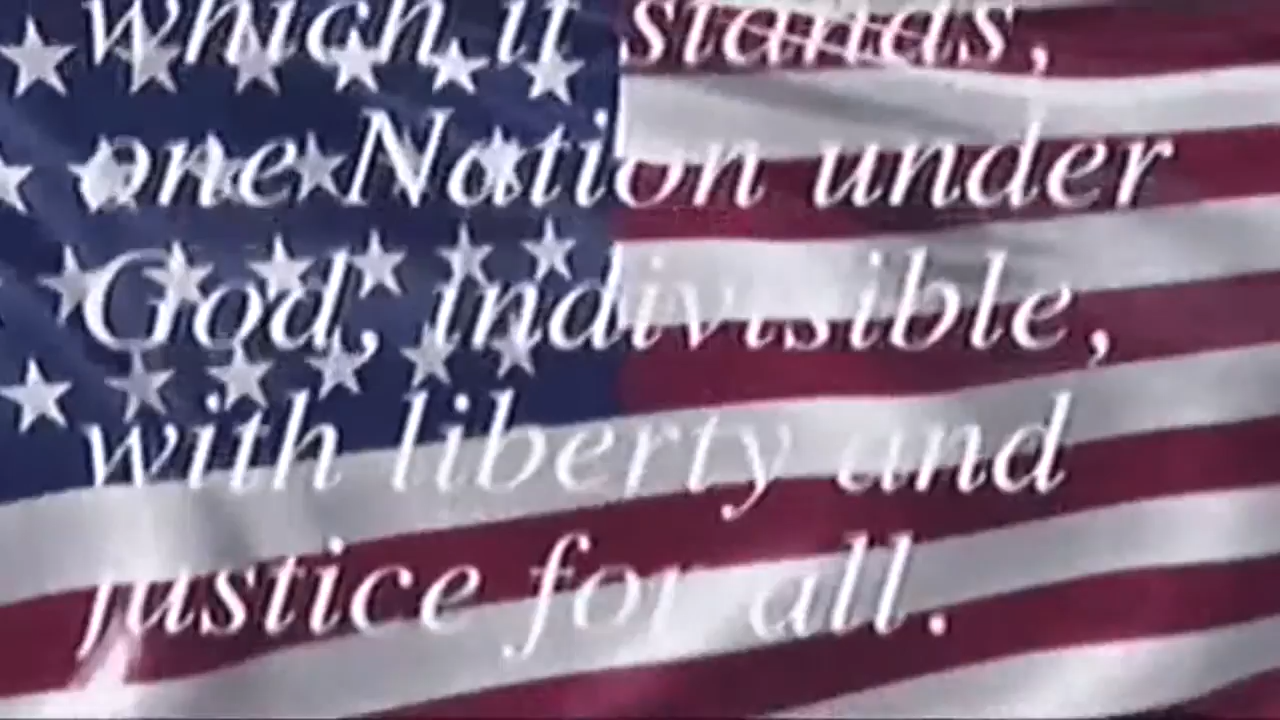 which it stands,
one Nation under
God, indivisible,
with liberty and
justice for all.